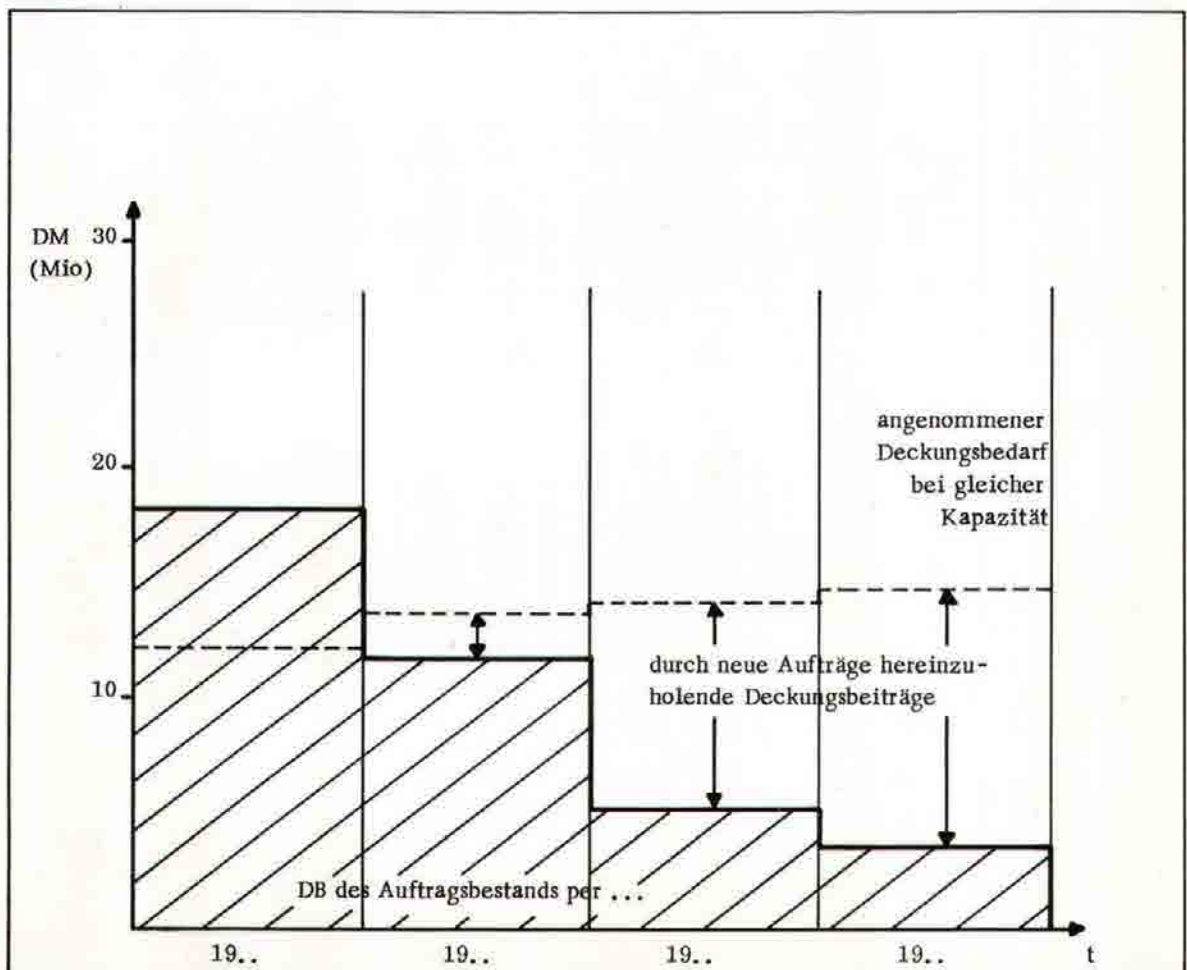 DM 30
(Mio)
angenommener
Deckungsbedarf
bei gleicher
Kapazität
20
durch neue Aufträge hereinzu-
holende Deckungsbeiträge
10
DB des Auftragsbestands per ...
19.. 19.. 19.. 19.. t